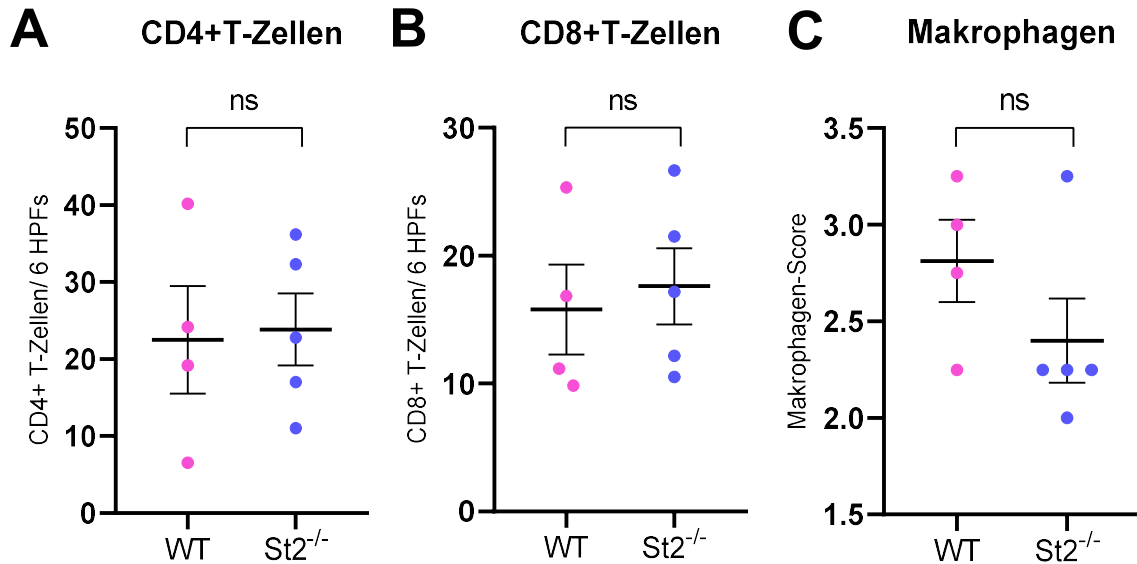 A CD4+T-Zellen
ns
CD4+ T-Zellen/ 6 HPFs
50
40
30
20
10
0
WT St2-/-
B CD8+T-Zellen
ns
CD8+ T-Zellen/ 6 HPFs
30
20
10
0
WT St2-/-
C Makrophagen
ns
Makrophagen-Score
3.5
3.0
2.5
2.0
1.5
WT St2-/-